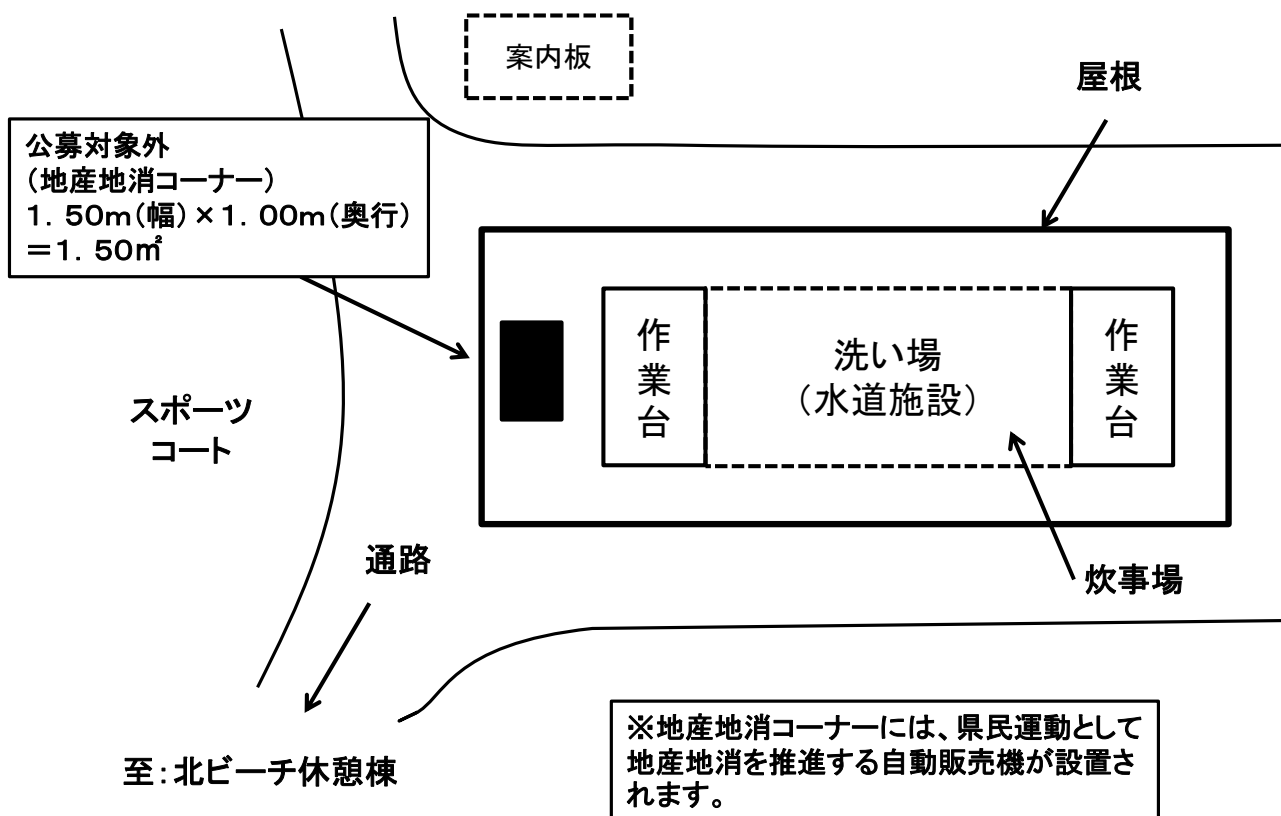 案内板
屋根
公募対象外
（地産地消コーナー）
１．５０ｍ（幅）×１．００ｍ（奥行）
＝１．５０㎡
作業台
洗い場
（水道施設）
作業台
スポーツ
コート
通路
炊事場
※地産地消コーナーには、県民運動として
地産地消を推進する自動販売機が設置さ
れます。
至：北ビーチ休憩棟